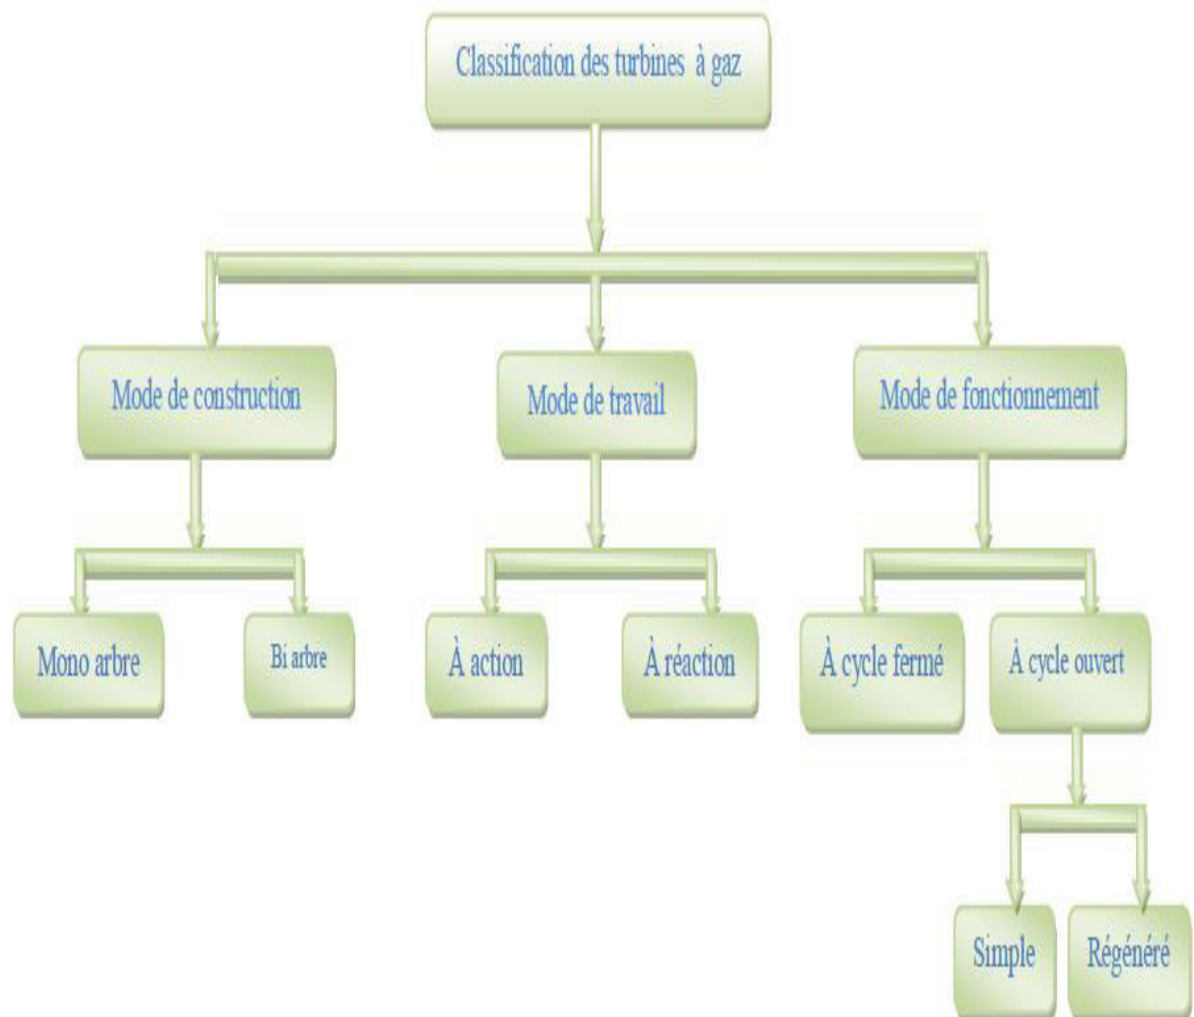 Classification des turbines à gaz
Mode de construction
Mode de travail
Mode de fonctionnement
Mono arbre
Bi arbre
À action
À réaction
À cycle fermé
À cycle ouvert
Simple
Régénéré